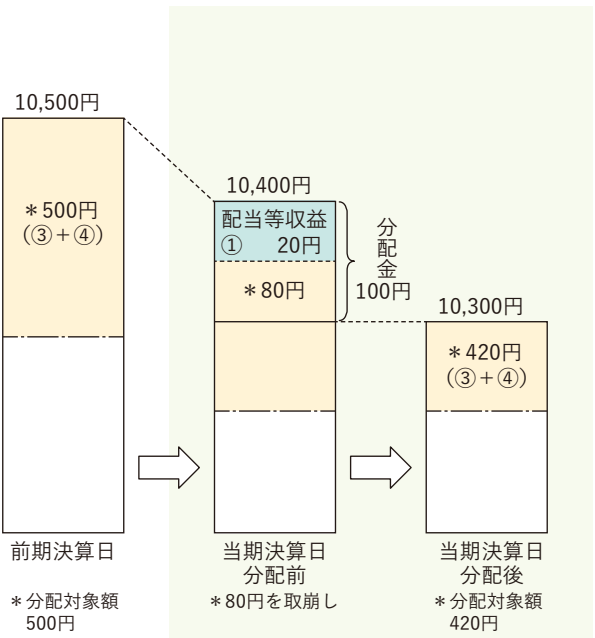 10,500円
＊500円
（③＋④）
前期決算日
＊分配対象額
500円
10,400円
配当等収益
① 20円
＊80円
分配金
100円
当期決算日
分配前
＊80円を取崩し
10,300円
＊420円
（③＋④）
当期決算日
分配後
＊分配対象額
420円